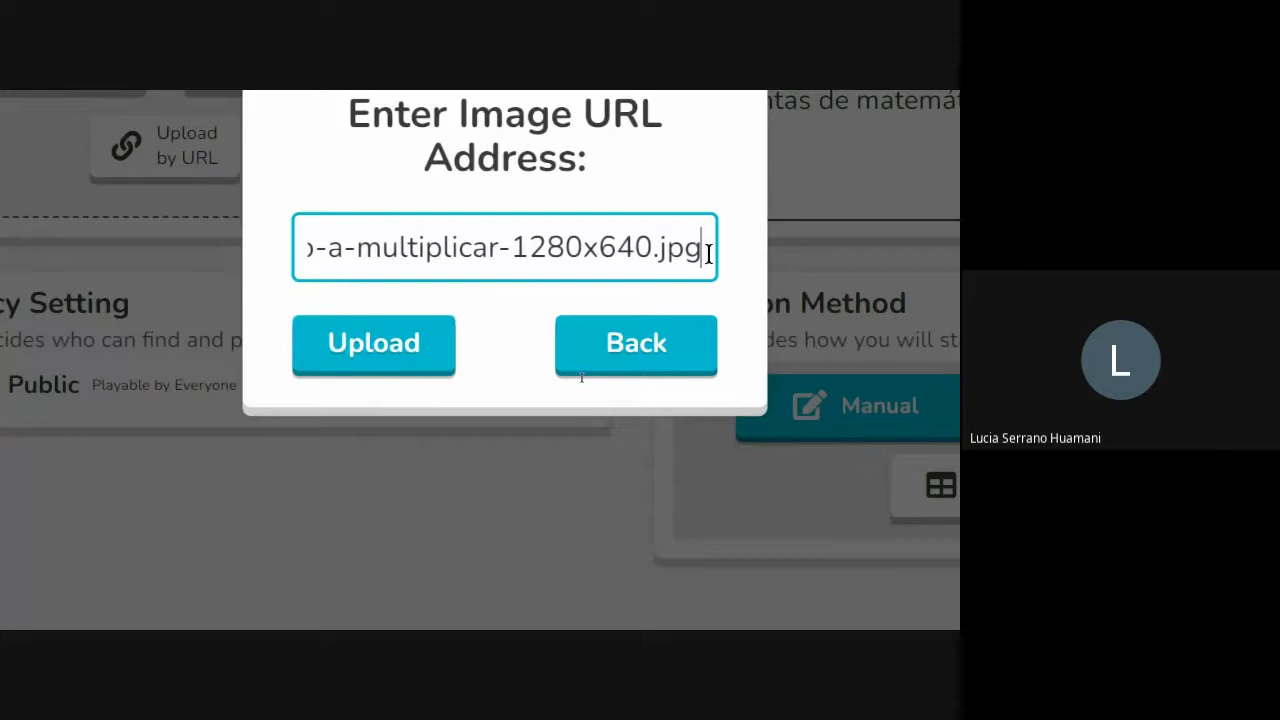 Enter Image URL
Address:
-a-multiplicar-1280x640.jpg
Upload
Back
Upload
by URL
ntas de matemát
cy Setting
cides who can find and p
Public
Playable by Everyone
on Method
des how you will st
Manual
L
Lucia Serrano Huamani